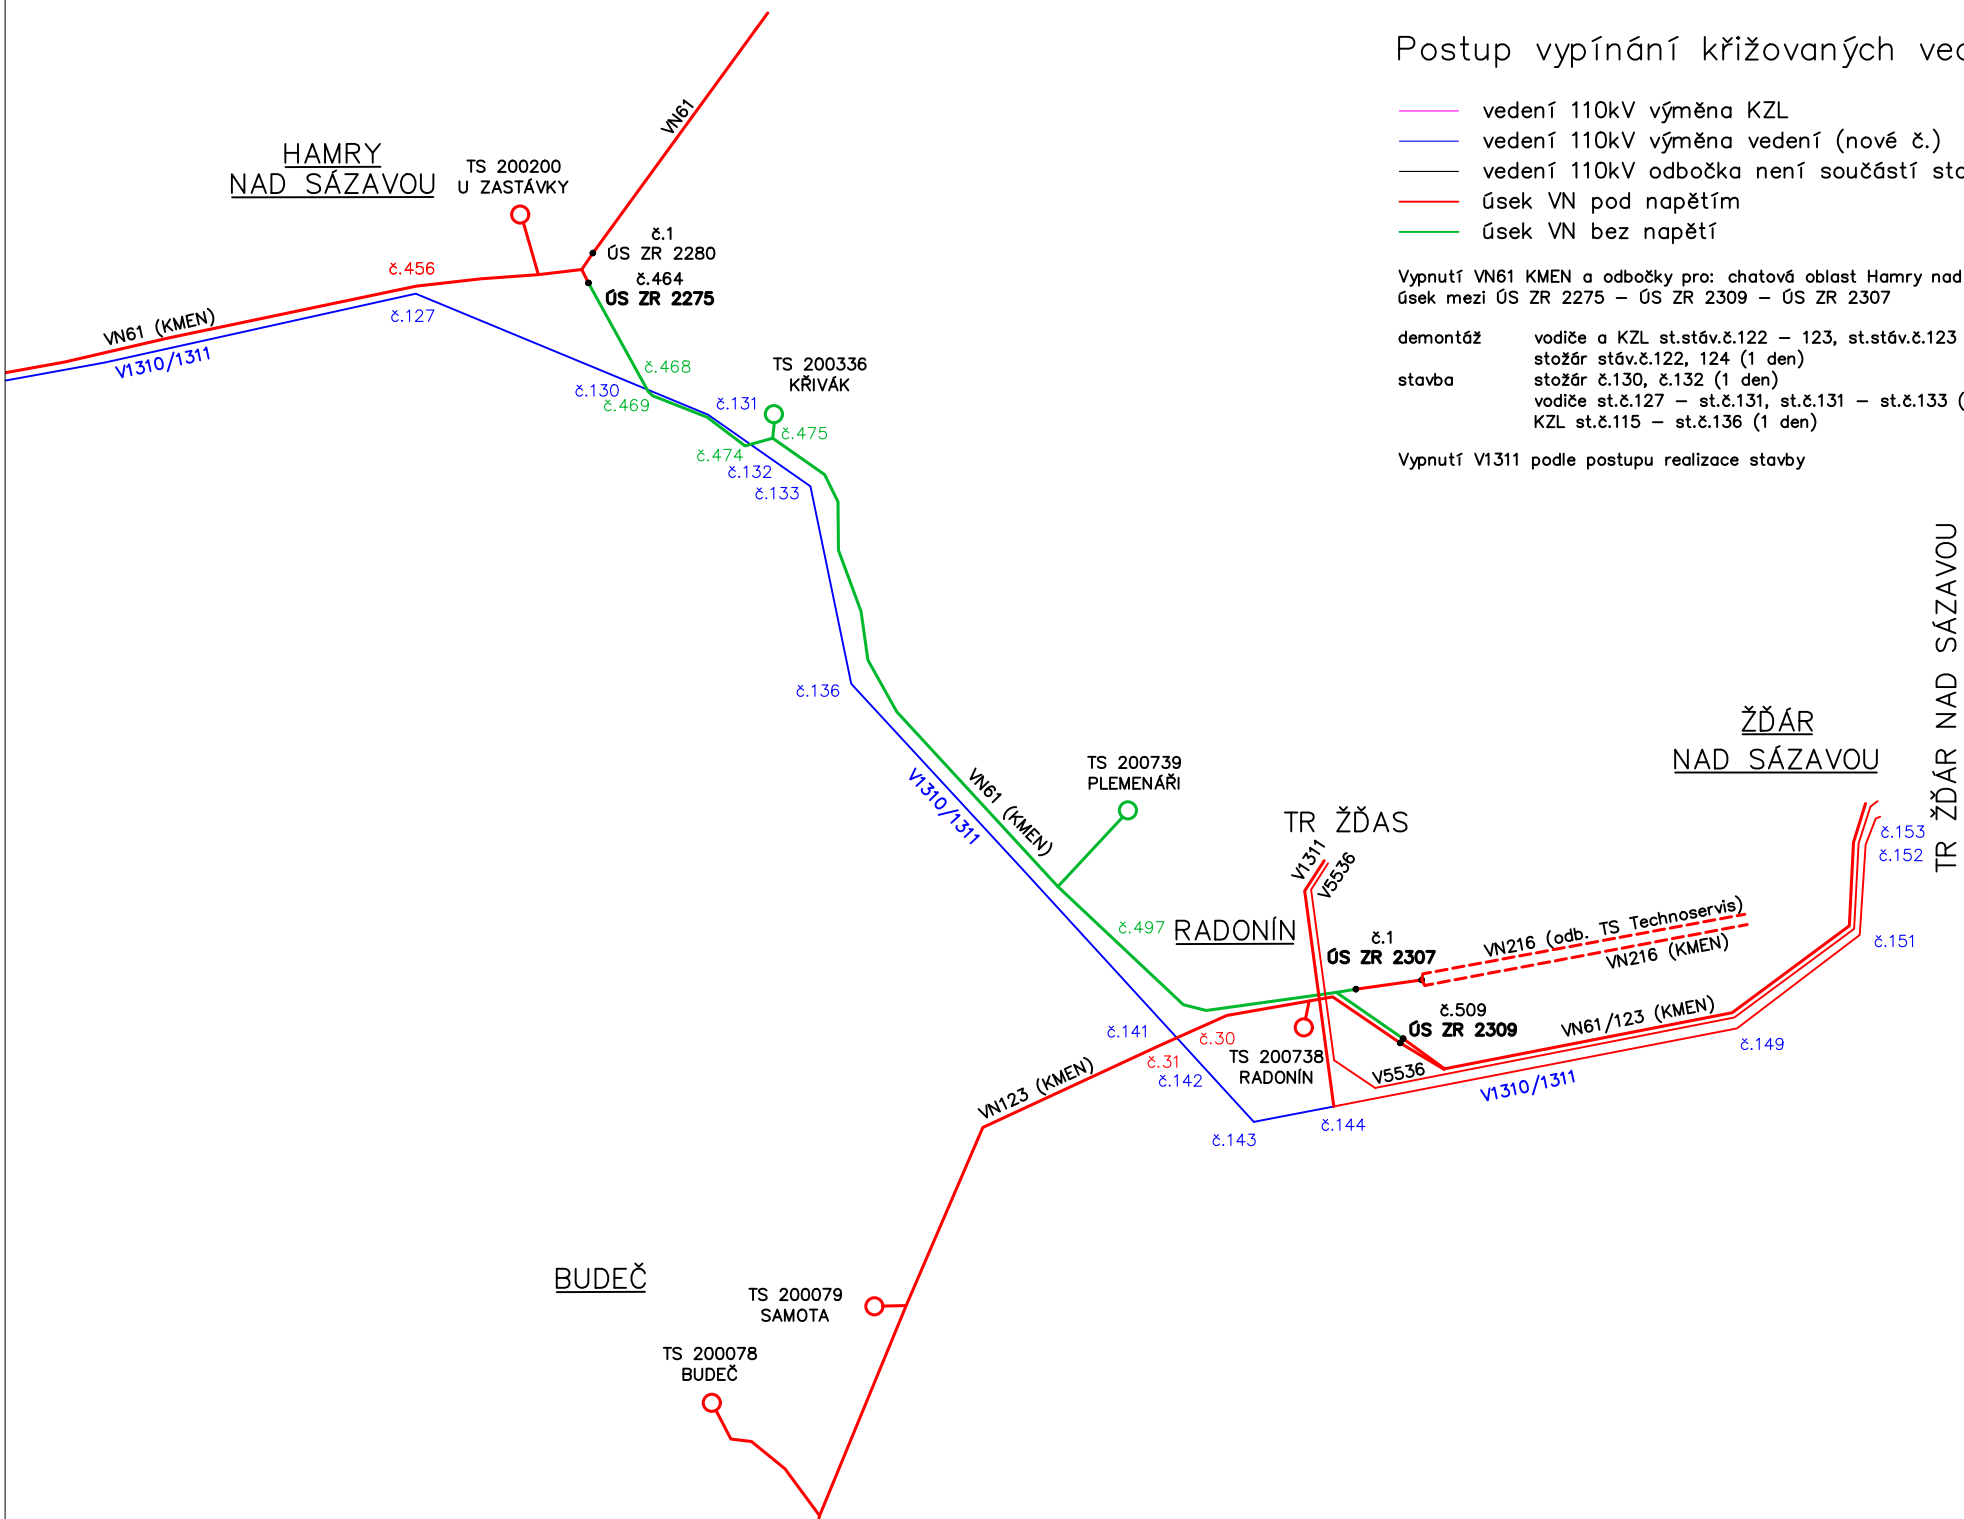 Postup vypínání křižovaných
vedení 110kV výměna KZL
vedení 110kV výměna vedení (nové č.)
vedení 110kV odbočka není součástí
úsek VN pod napětím
úsek VN bez napětí
Vypnutí VN61 KMEN a odbočky pro: chatová oblast Hamry nad
úsek mezi ÚS ZR 2275 – ÚS ZR 2309 – ÚS ZR 2307
demontáž vodiče a KZL st.stáv.č.122 – 123, st.stáv.č.123
stožár stáv.č.122, 124 (1 den)
stavba stožár č.130, č.132 (1 den)
vodiče st.č.127 – st.č.131, st.č.131 – st.č.133 (
KZL st.č.115 – st.č.136 (1 den)
Vypnutí V1311 podle postupu realizace stavby
VN61
HAMRY
NAD SÁZAVOU
TS 200200
U ZASTÁVKY
č.1
ÚS ZR 2280
č.464
ÚS ZR 2275
č.456
č.127
VN61 (KMEN)
V1310/1311
č.468
č.130
č.469
TS 200336
KŘIVÁK
č.131
č.475
č.474
č.132
č.133
č.136
VN61 (KMEN)
V1310/1311
TS 200739
PLEMENÁŘI
TR ŽĎAS
V1311
V5536
ŽĎÁR
NAD SÁZAVOU
TR ŽĎÁR NAD SÁZAVOU
č.153
č.152
č.151
č.497
RADONÍN
č.1
ÚS ZR 2307
VN216 (odb. TS Technoservis)
VN216 (KMEN)
č.509
ÚS ZR 2309
VN61/123 (KMEN)
č.149
č.141
č.30
č.31
č.142
TS 200738
RADONÍN
V5536
V1310/1311
VN123 (KMEN)
č.143
č.144
BUDEČ
TS 200079
SAMOTA
TS 200078
BUDEČ